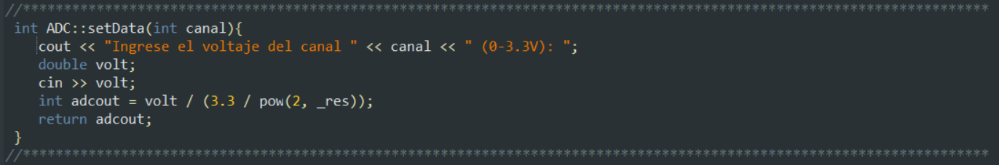 //**********************************************************************************************************************
int ADC::setData(int canal){
cout << "Ingrese el voltaje del canal " << canal << " (0-3.3V): ";
double volt;
cin >> volt;
int adcout = volt / (3.3 / pow(2, _res));
return adcout;
}
//**********************************************************************************************************************